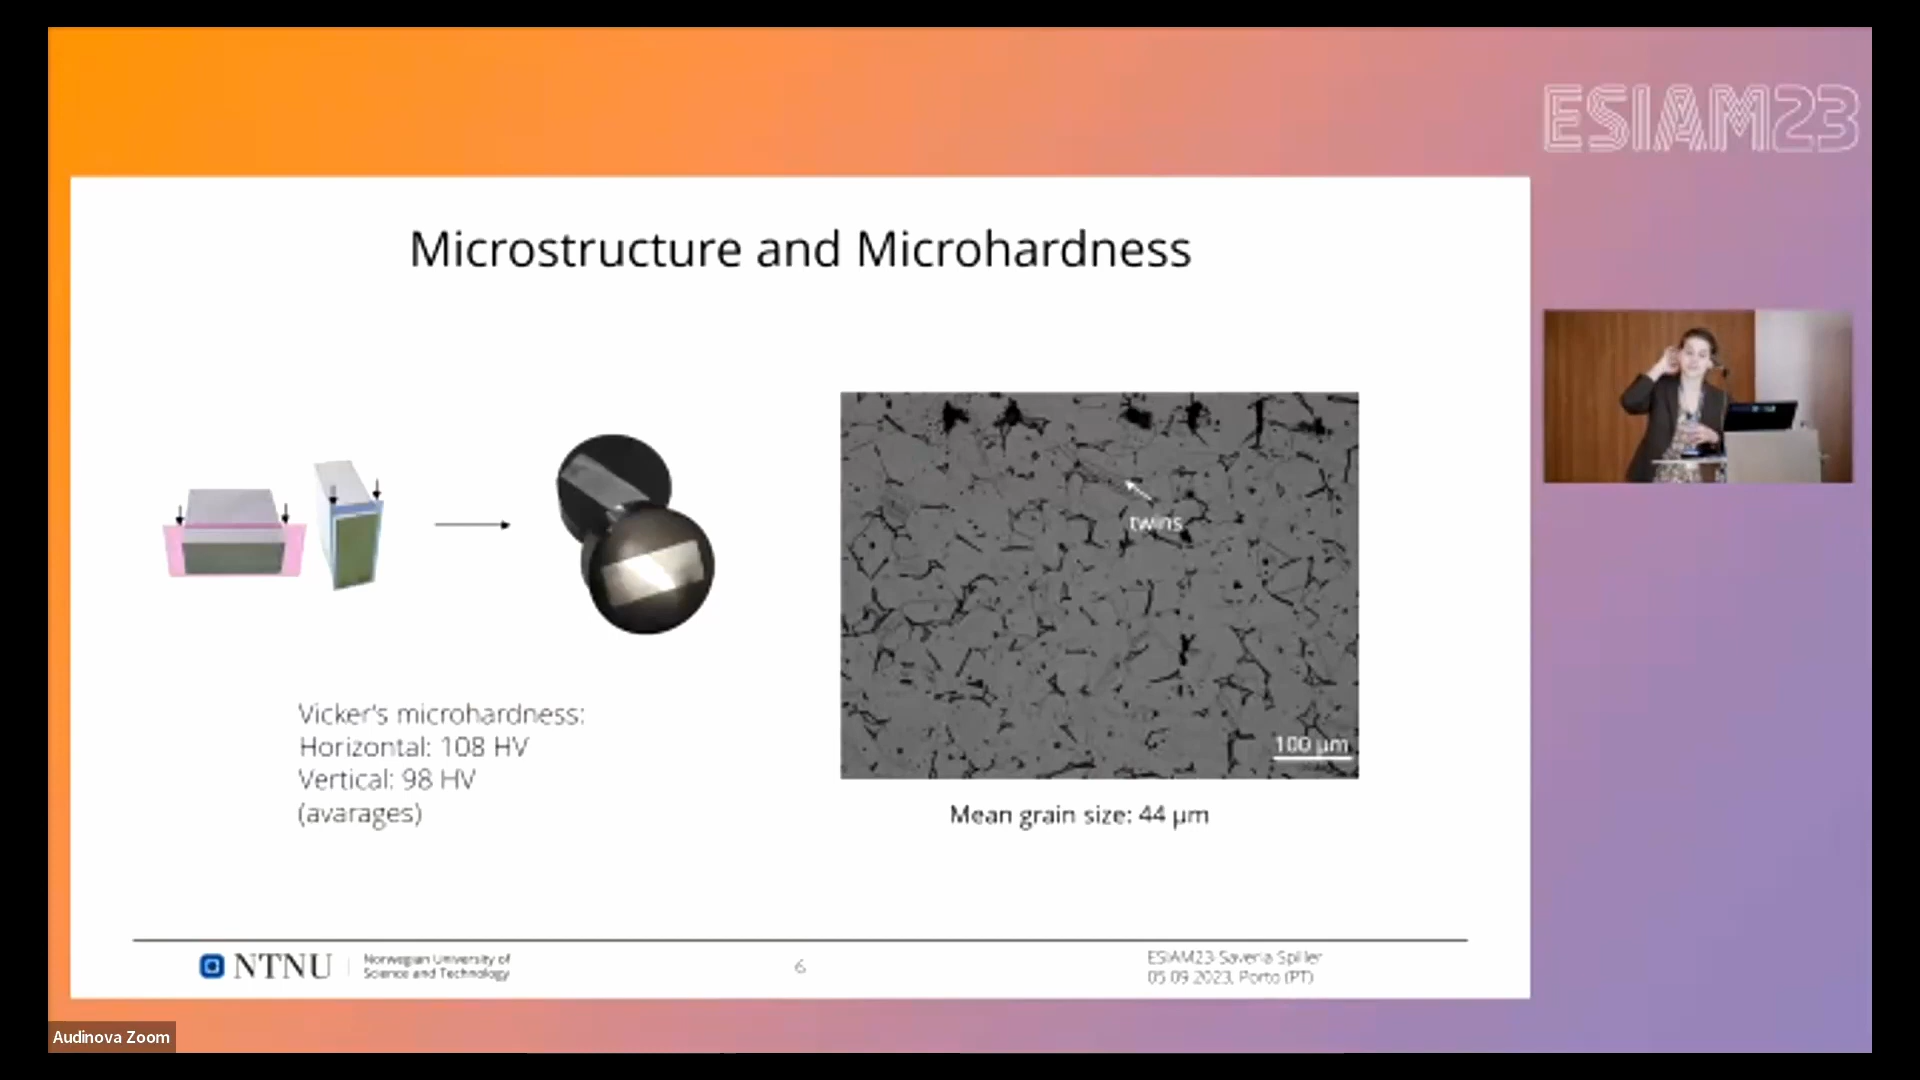 ESIAM23
Microstructure and Microhardness
twins
100 µm
Vicker's microhardness:
Horizontal: 108 HV
Vertical: 98 HV
(avarages)
Mean grain size: 44 µm
NTNU
Norwegian University of
Science and Technology
6
ESIAM23-Saveria Spiller
05.09.2023, Porto (PT)
Audinova Zoom